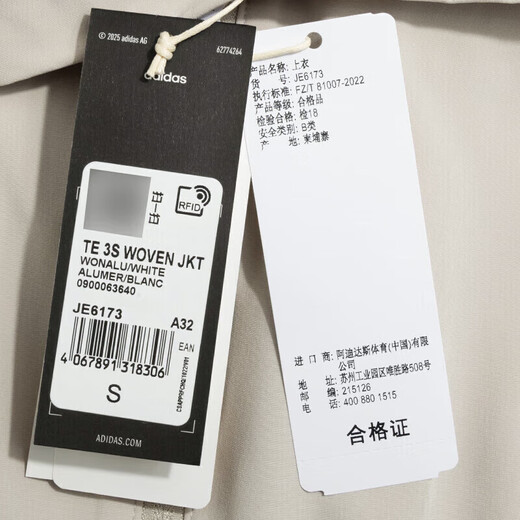 © 2025 adidas AG
62774264
adidas
RFID
TE 3S WOVEN JKT
WONALU/WHITE
ALUMER/BLANC
0900063640
JE6173
A32
EAN
4 067891 318306
S
ADIDAS.COM
产品名称: 上衣
货 号: JE6173
执行标准: FZ/T 81007-2022
产品等级: 合格品
检验合格: 检18
安全类别: B类
产 地: 柬埔寨
进 口 商: 阿迪达斯体育(中国)有限
公司
地 址: 苏州工业园区唯胜路508号
邮 编: 215126
电 话: 400 880 1515
合格证